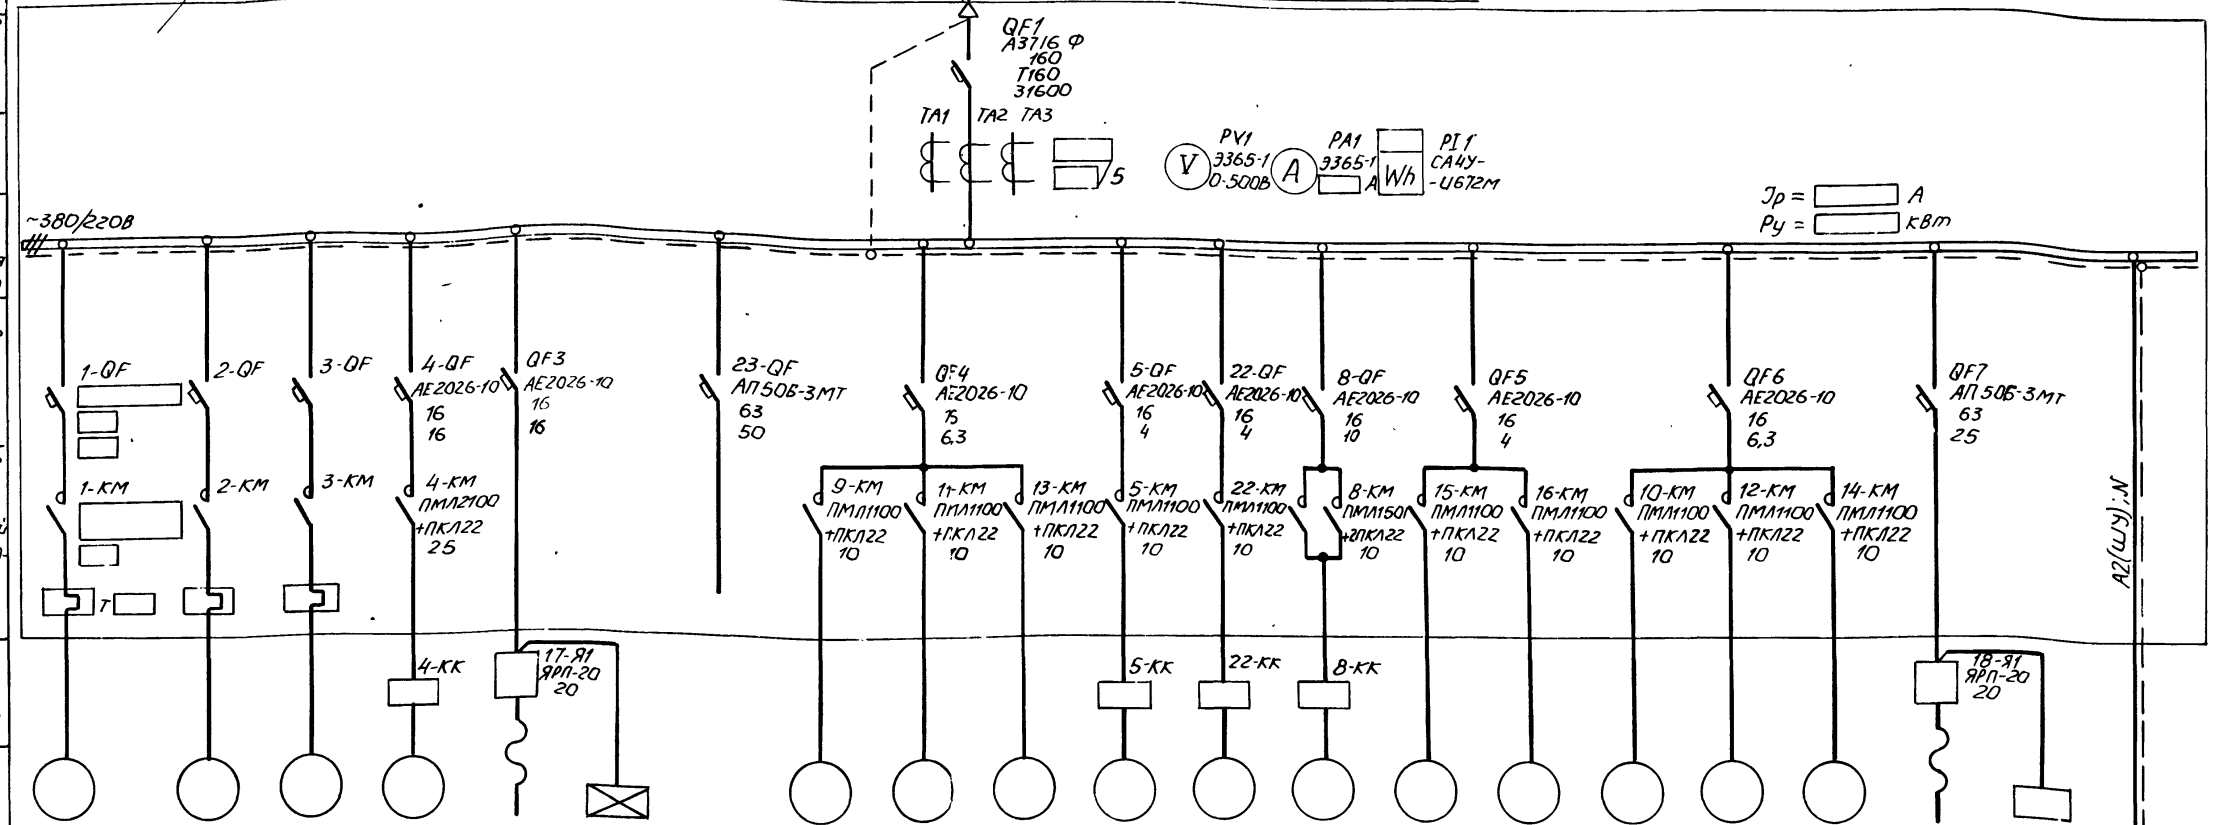 QF1
А3716 Ф
160
Т160
З1600
ТА1
ТА2
ТА3
/5
V
PV1
Э365-1
0-500В
А
PA1
Э365-1
А
Wh
PI 1
СА4У-
-И672М
Iр =
А
Ру =
кВт
~380/220В
1-QF
2-QF
3-QF
4-QF
АЕ2026-10
16
16
QF3
АЕ2026-10
16
16
23-QF
АП50Б-3МТ
63
50
QF4
АЕ2026-10
6,3
5-QF
АЕ2026-10
16
4
22-QF
АЕ2026-10
16
4
8-QF
АЕ2026-10
16
10
QF5
АЕ2026-10
16
4
QF6
АЕ2026-10
16
6,3
QF7
АП50Б-3МТ
63
25
1-КМ
2-КМ
3-КМ
4-КМ
ПМЛ2100
+ПКЛ22
25
9-КМ
ПМЛ1100
+ПКЛ22
10
11-КМ
ПМЛ1100
+ПКЛ22
10
13-КМ
ПМЛ1100
+ПКЛ22
10
5-КМ
ПМЛ1100
+ПКЛ22
10
22-КМ
ПМЛ1100
+ПКЛ22
10
8-КМ
ПМЛ150
+2ПКЛ22
10
15-КМ
ПМЛ1100
+ПКЛ22
10
16-КМ
ПМЛ1100
+ПКЛ22
10
10-КМ
ПМЛ1100
+ПКЛ22
10
12-КМ
ПМЛ1100
+ПКЛ22
10
14-КМ
ПМЛ1100
+ПКЛ22
10
А2(ШУ);N
Т
4-КК
17-Я1
ЯРП-20
20
5-КК
22-КК
8-КК
18-Я1
ЯРП-20
20